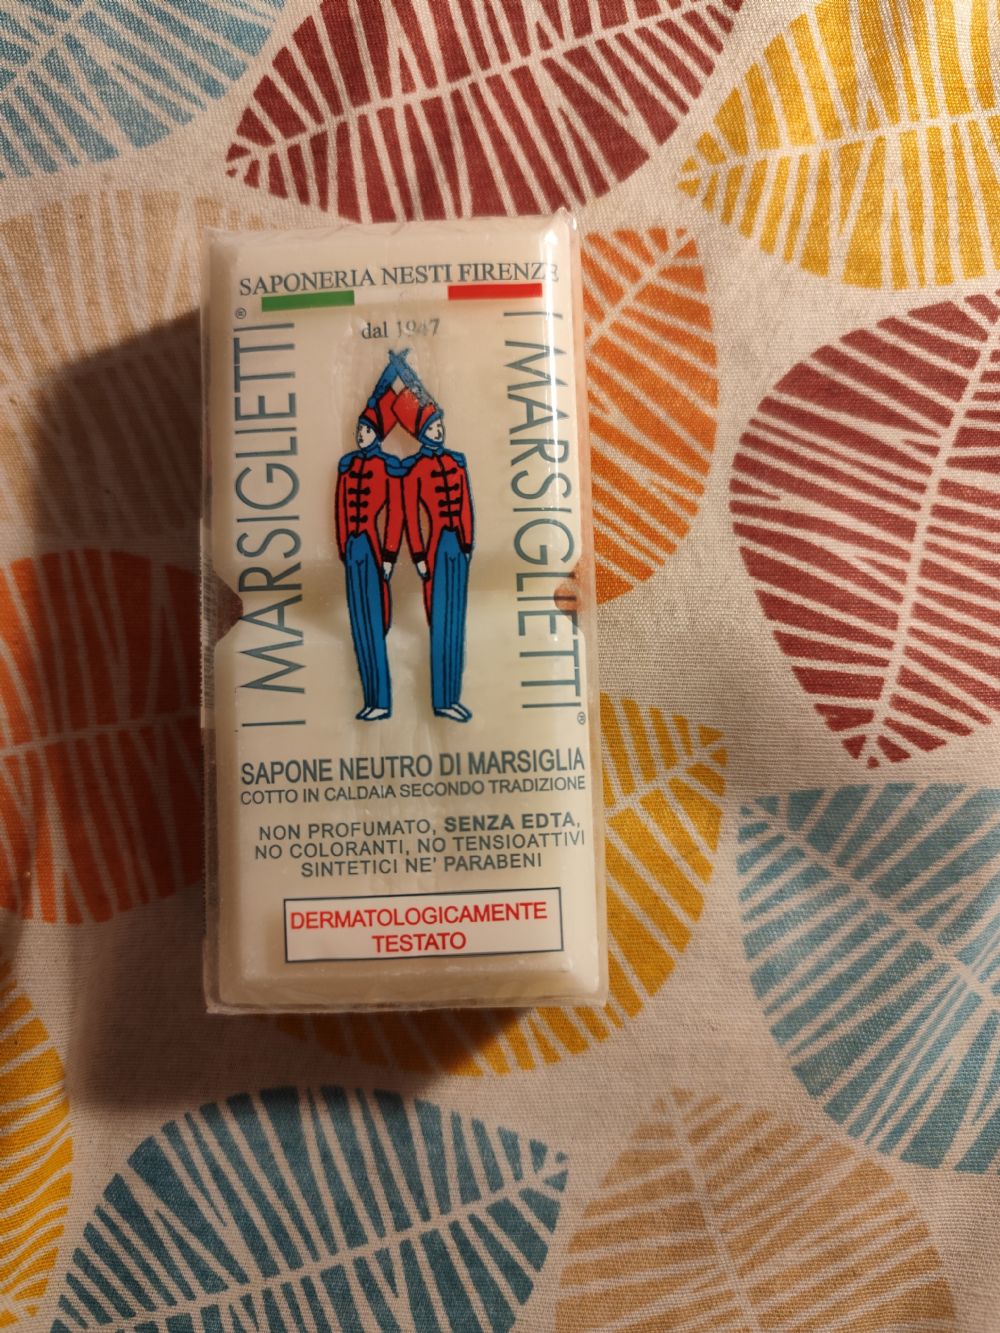 SAPONERIA NESTI FIRENZE
dal 1947
I MARSIGLIETTI®
I MARSIGLIETTI®
SAPONE NEUTRO DI MARSIGLIA
COTTO IN CALDAIA SECONDO TRADIZIONE
NON PROFUMATO, SENZA EDTA,
NO COLORANTI, NO TENSIOATTIVI
SINTETICI NE' PARABENI
DERMATOLOGICAMENTE
TESTATO